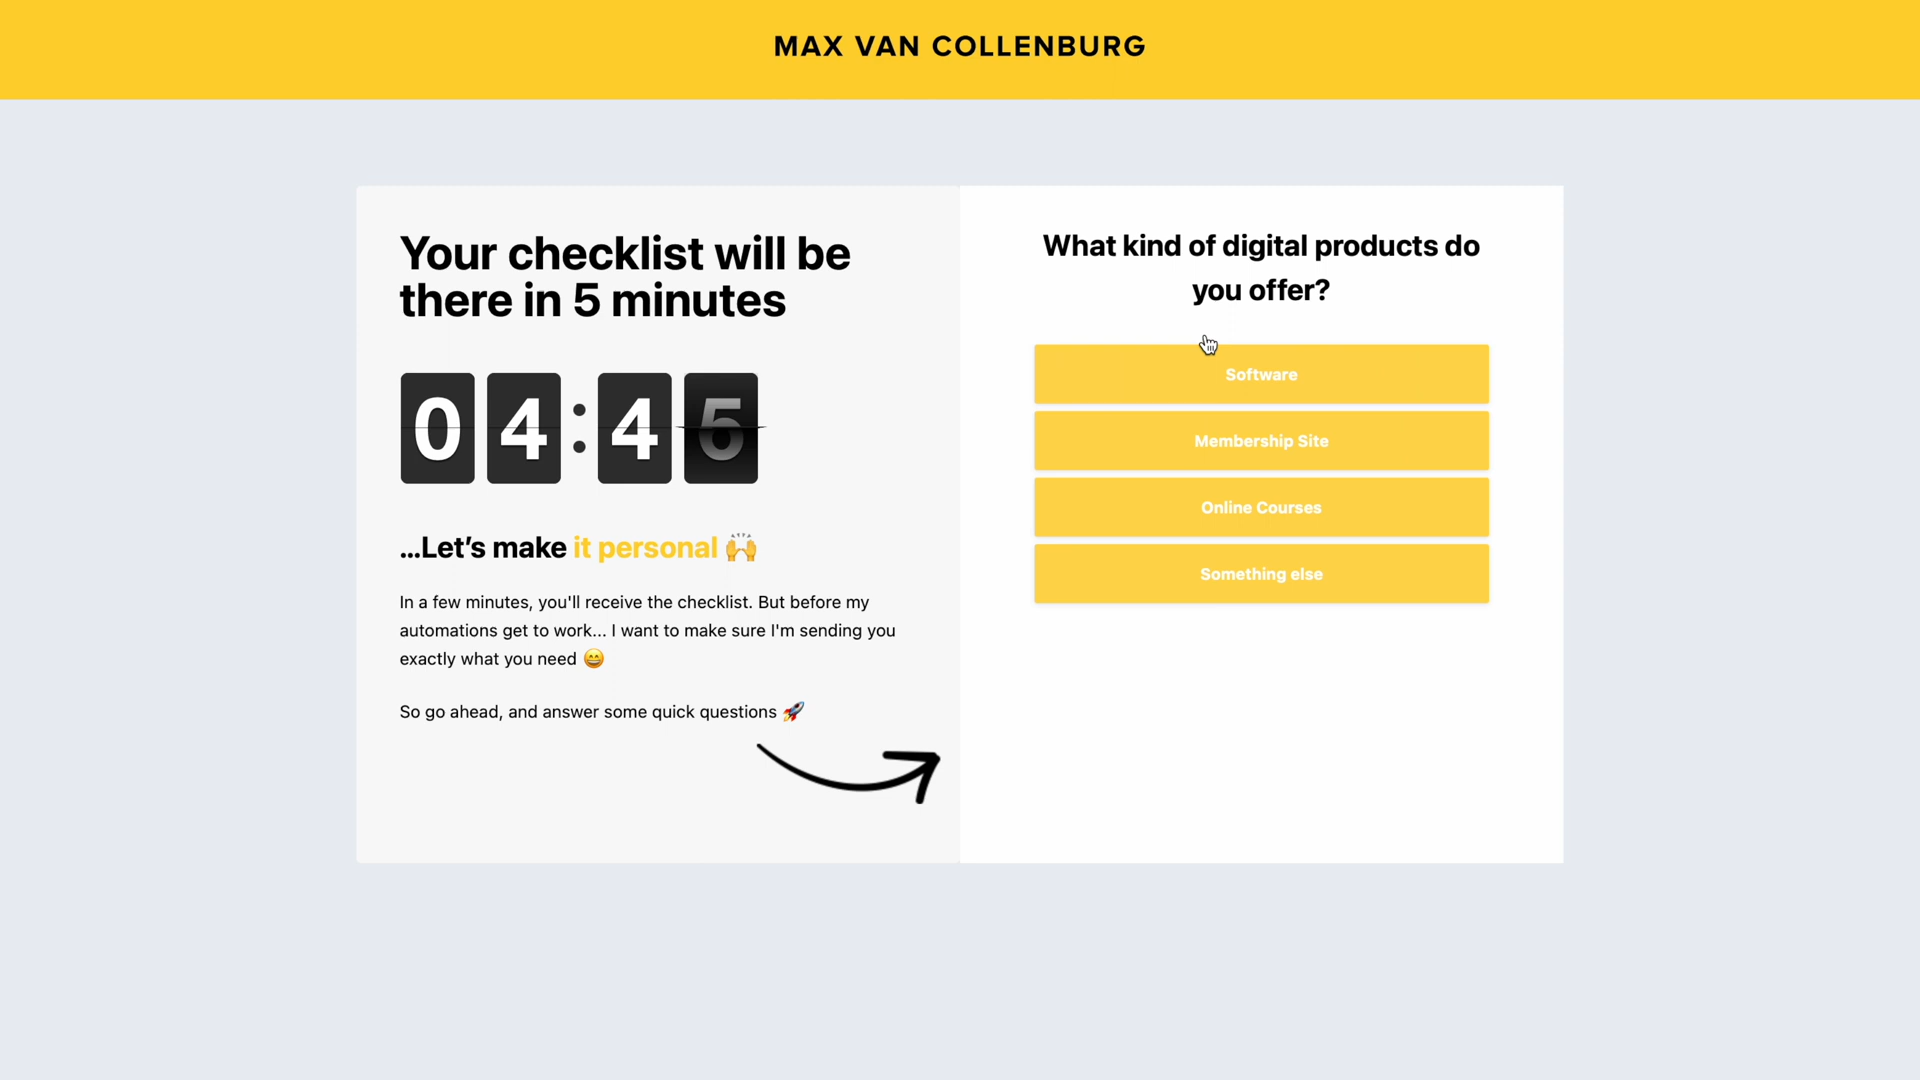 MAX VAN COLLENBURG
Your checklist will be
there in 5 minutes
04:45
...Let's make it personal 🙌
In a few minutes, you'll receive the checklist. But before my
automations get to work... I want to make sure I'm sending you
exactly what you need 😄
So go ahead, and answer some quick questions 🚀
What kind of digital products do
you offer?
Software
Membership Site
Online Courses
Something else